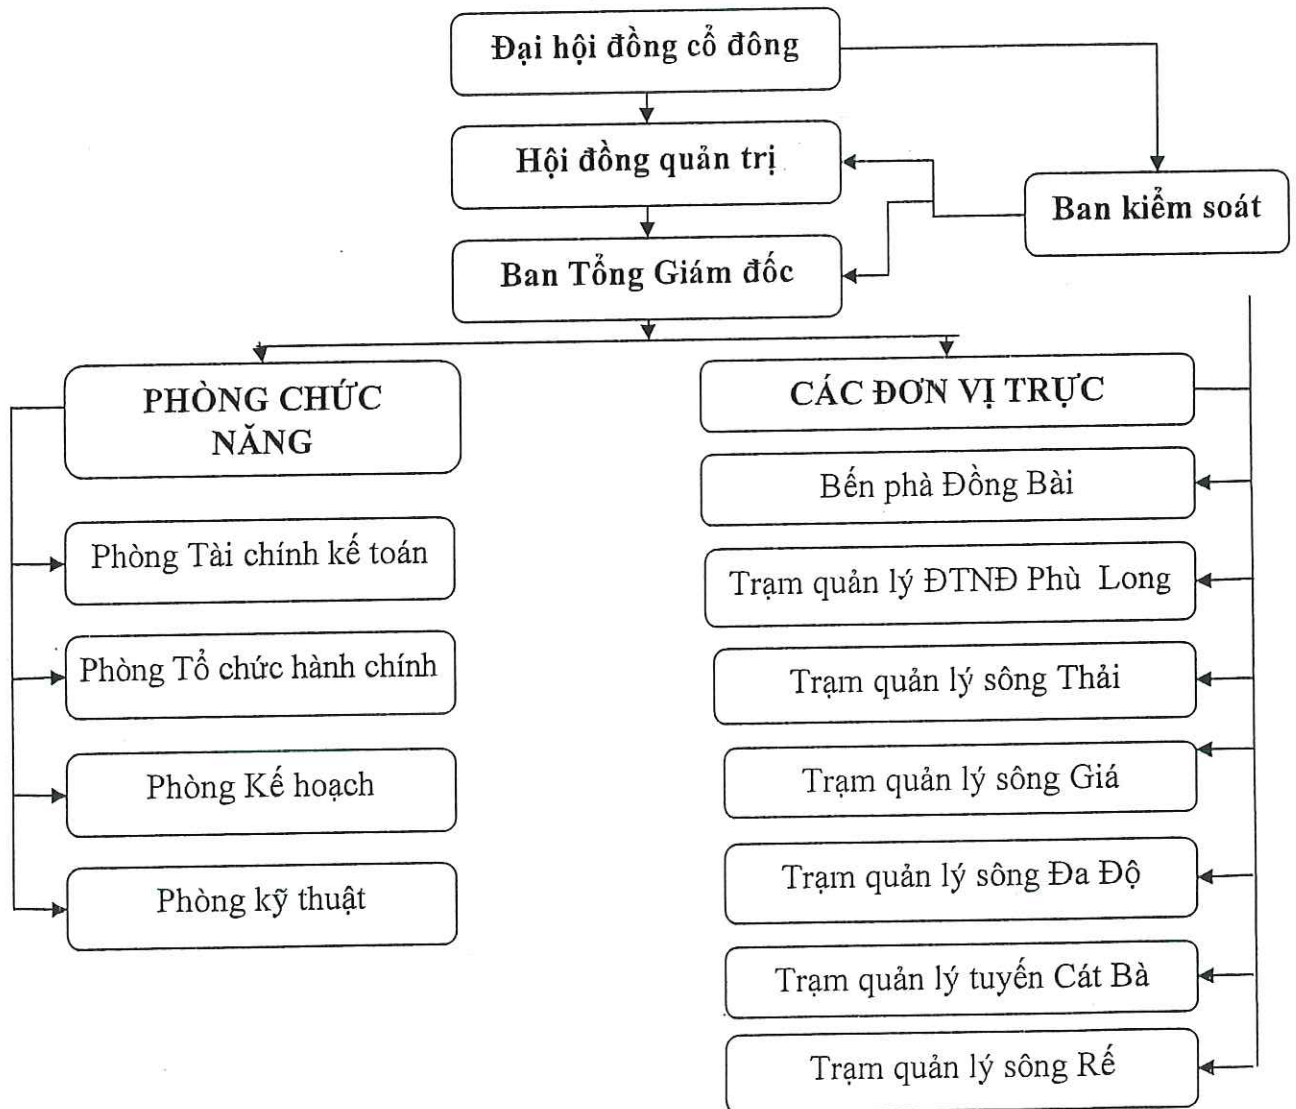 Đại hội đồng cổ đông
Hội đồng quản trị
Ban kiểm soát
Ban Tổng Giám đốc
PHÒNG CHỨC
NĂNG
Phòng Tài chính kế toán
Phòng Tổ chức hành chính
Phòng Kế hoạch
Phòng kỹ thuật
CÁC ĐƠN VỊ TRỰC
Bến phà Đồng Bài
Trạm quản lý ĐTNĐ Phù Long
Trạm quản lý sông Thải
Trạm quản lý sông Giá
Trạm quản lý sông Đa Độ
Trạm quản lý tuyến Cát Bà
Trạm quản lý sông Rế